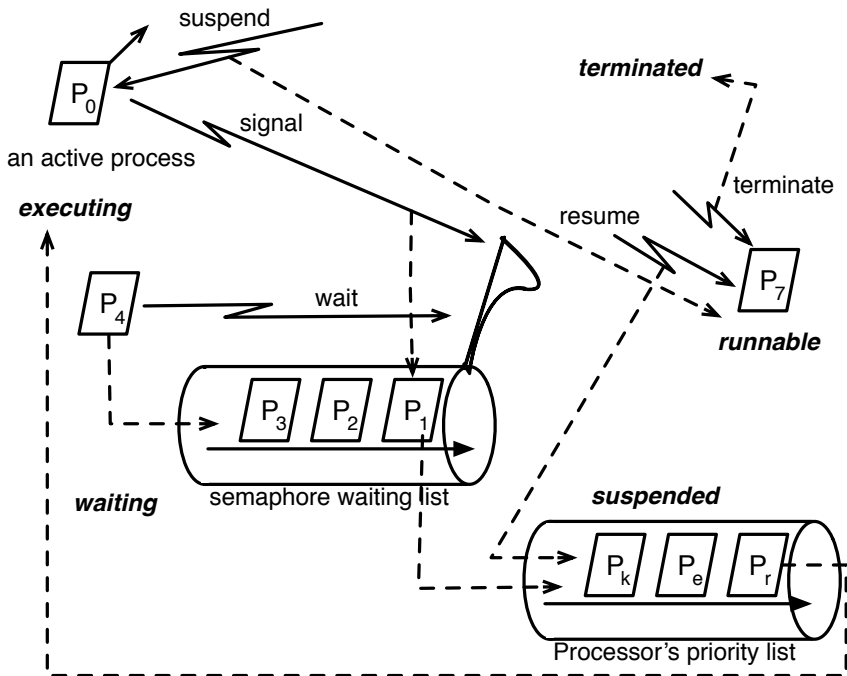 suspend
terminated
P0
signal
an active process
terminate
executing
resume
P4
wait
P7
runnable
P3 P2 P1
semaphore waiting list
waiting
suspended
Pk Pe Pr
Processor's priority list